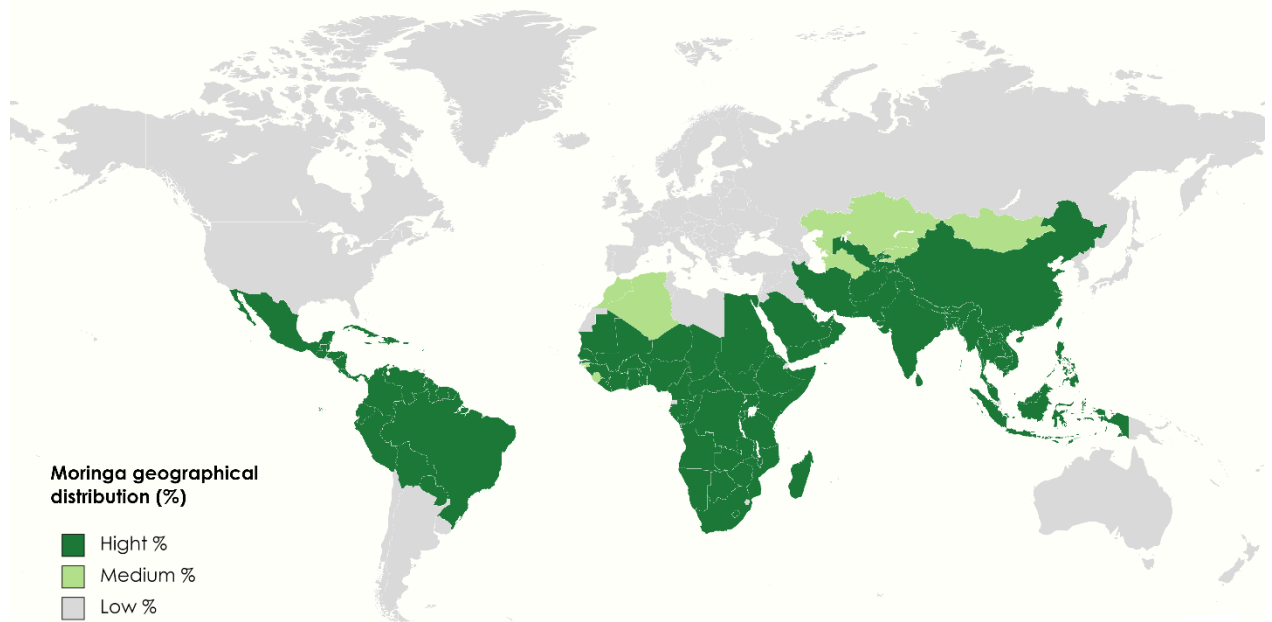 Moringa geographical
distribution (%)
Hight %
Medium %
Low %